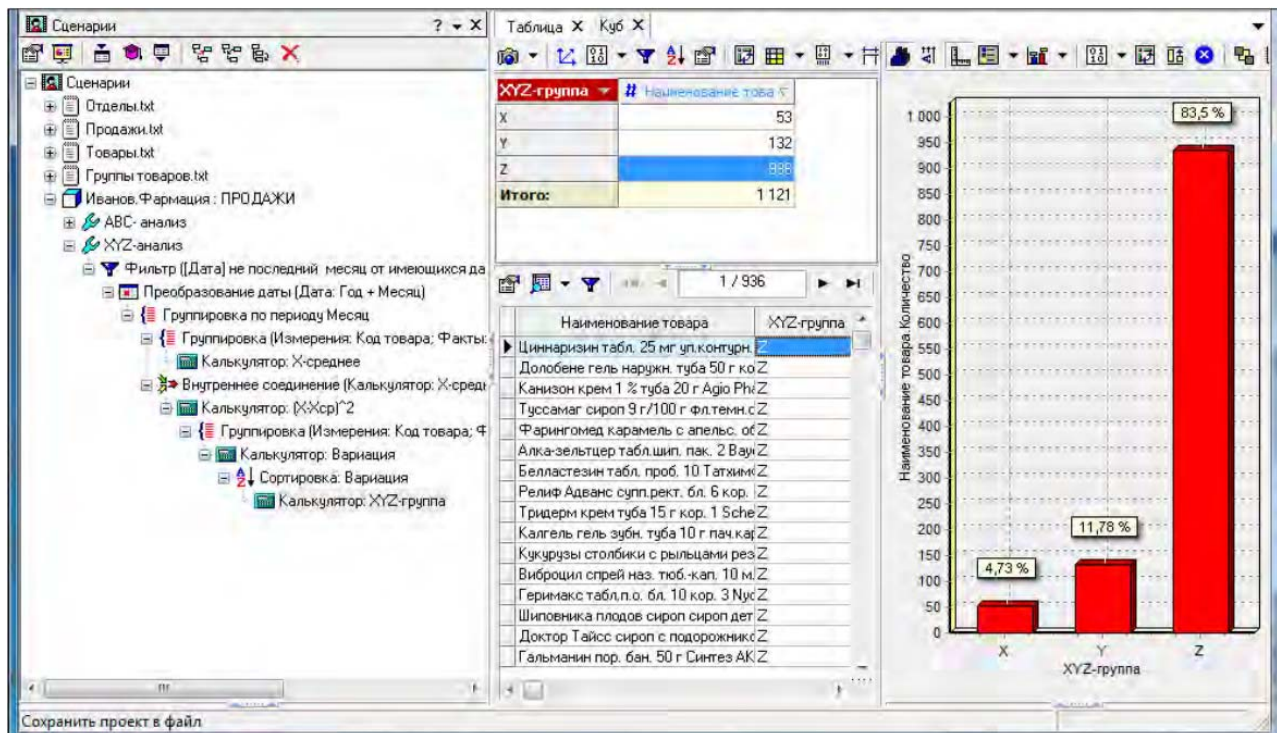 Сценарии
? ▾ X
Сценарии
Отделы.txt
Продажи.txt
Товары.txt
Группы товаров.txt
Иванов.Фармация : ПРОДАЖИ
ABC- анализ
XYZ-анализ
Фильтр ([Дата] не последний месяц от имеющихся да
Преобразование даты (Дата: Год + Месяц)
Группировка по периоду Месяц
Группировка (Измерения: Код товара; Факты:
Калькулятор: X-среднее
Внутреннее соединение (Калькулятор: X-сред
Калькулятор: (X-Xср)^2
Группировка (Измерения: Код товара; Ф
Калькулятор: Вариация
Сортировка: Вариация
Калькулятор: XYZ-группа
Таблица X Куб X
XYZ-группа # Наименование това
X 53
Y 132
Z 936
Итого: 1 121
1 / 936
Наименование товара XYZ-группа
Циннаризин табл. 25 мг уп.контурн. Z
Долобене гель наружн. туба 50 г ко Z
Канизон крем 1 % туба 20 г Agio Pha Z
Туссамаг сироп 9 г/100 г фл.темн.с Z
Фарингомед карамель с апельс. об Z
Алка-зельтцер табл.шип. пак. 2 Baye Z
Белластезин табл. проб. 10 Татхим Z
Релиф Адванс супп.рект. бл. 6 кор. Z
Тридерм крем туба 15 г кор. 1 Sche Z
Калгель гель зубн. туба 10 г пач.кар Z
Кукурузы столбики с рыльцами рез Z
Виброцил спрей наз. тюб.-кап. 10 м. Z
Геримакс табл.п.о. бл. 10 кор. 3 Nyc Z
Шиповника плодов сироп сироп дет Z
Доктор Тайсс сироп с подорожнико Z
Гальманин пор. бан. 50 г Синтез АК Z
Наименование товара.Количество
1 000
950
900
850
800
750
700
650
600
550
500
450
400
350
300
250
200
150
100
50
0
4,73 %
11,78 %
83,5 %
X Y Z
XYZ-группа
Сохранить проект в файл